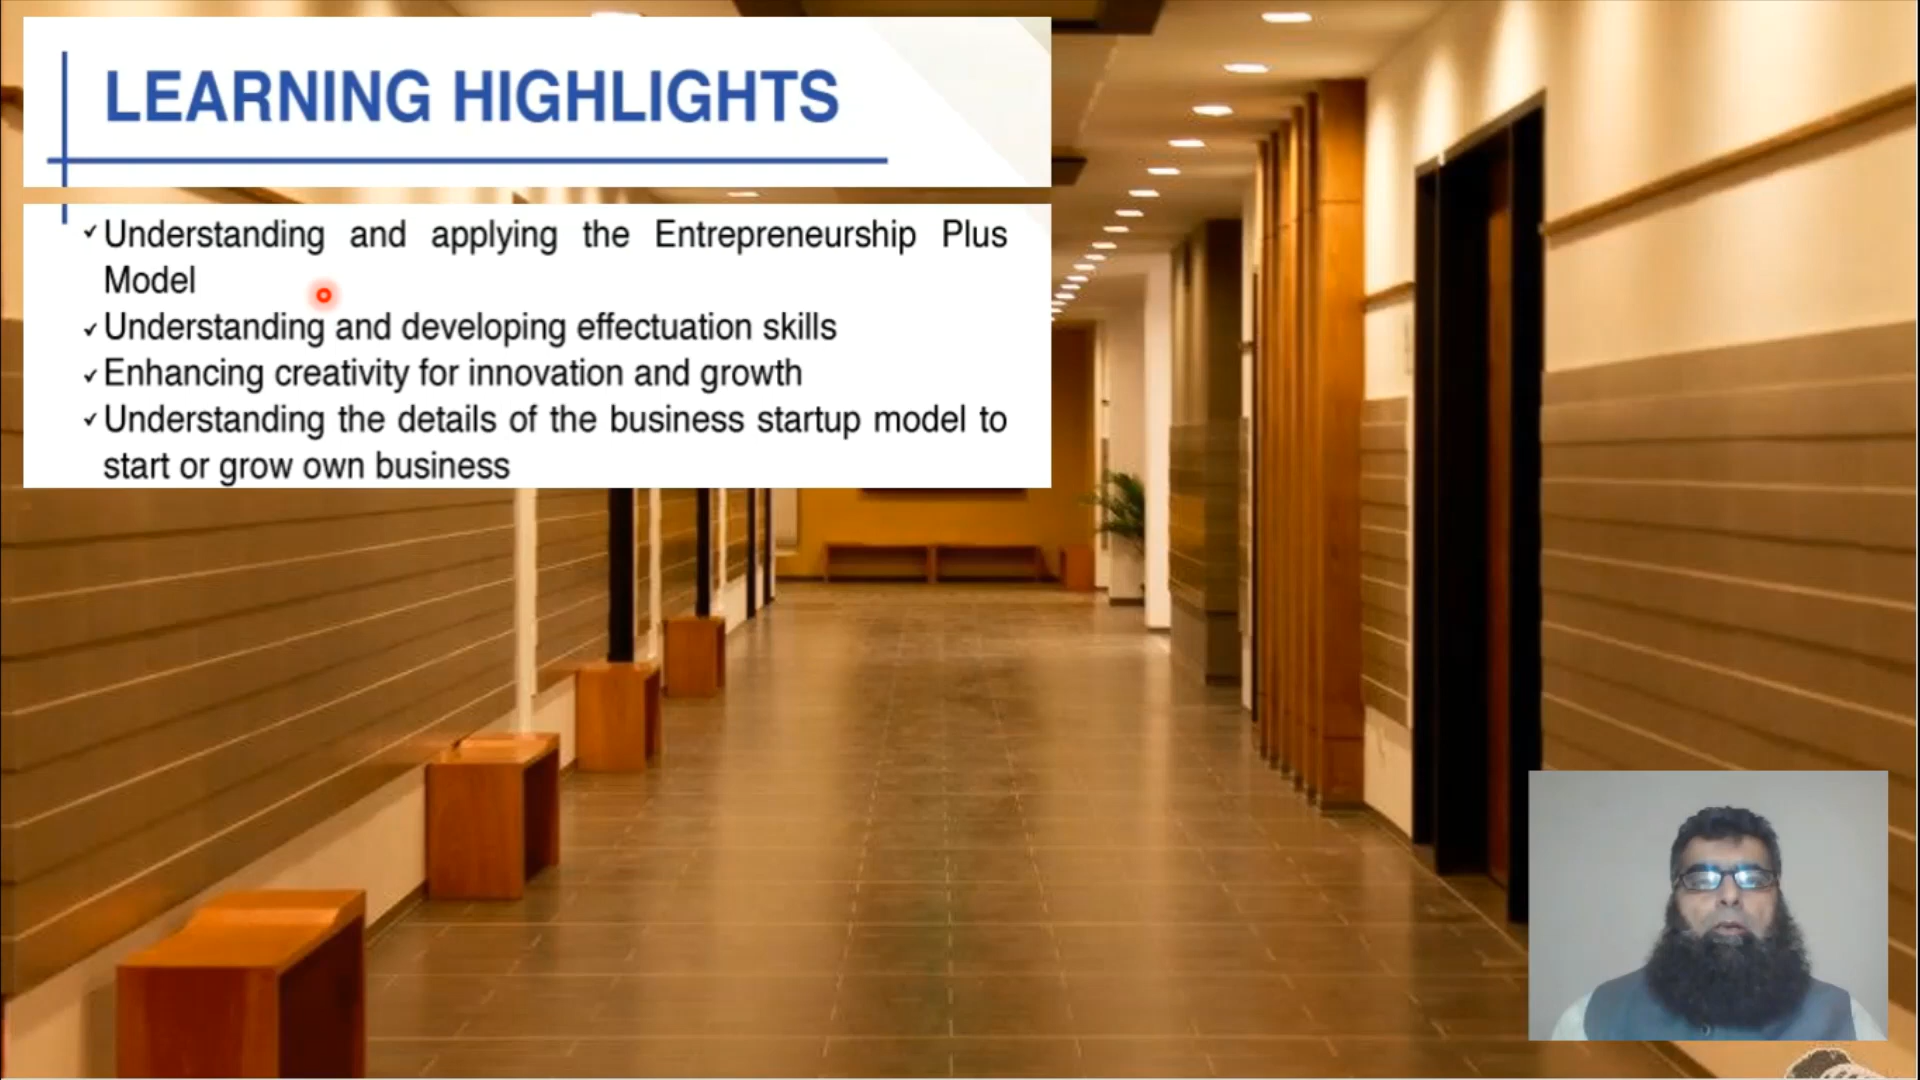 LEARNING HIGHLIGHTS
✓Understanding and applying the Entrepreneurship Plus
Model
✓Understanding and developing effectuation skills
✓Enhancing creativity for innovation and growth
✓Understanding the details of the business startup model to
start or grow own business